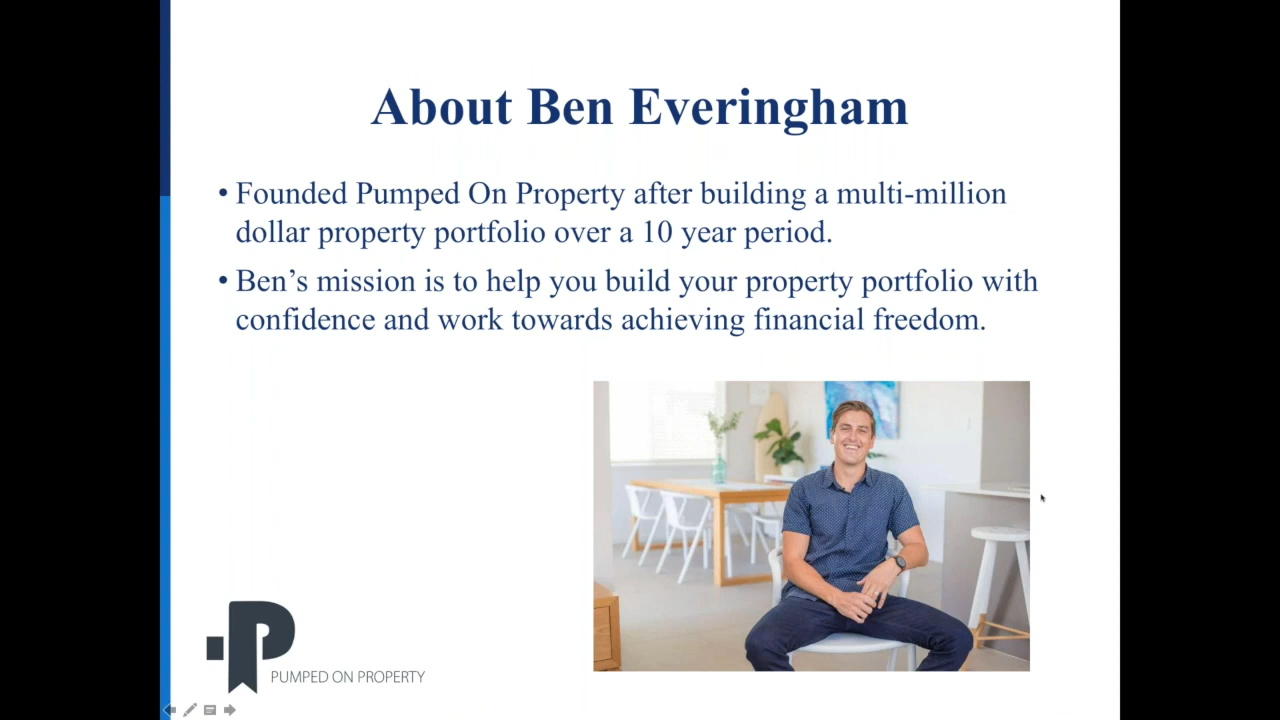 About Ben Everingham
• Founded Pumped On Property after building a multi-million
dollar property portfolio over a 10 year period.
• Ben’s mission is to help you build your property portfolio with
confidence and work towards achieving financial freedom.
P
PUMPED ON PROPERTY